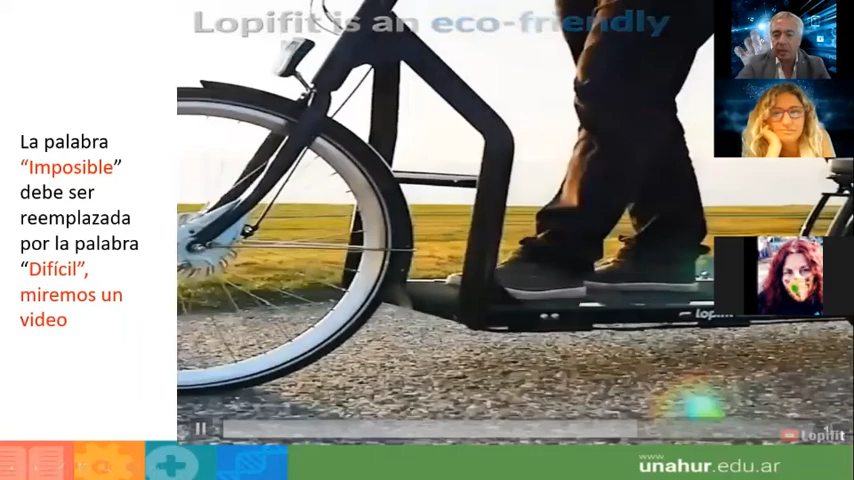 Lopifit is an eco-friendly
La palabra
“Imposible”
debe ser
reemplazada
por la palabra
“Difícil”,
miremos un
video
Lopifit
www.
unahur.edu.ar